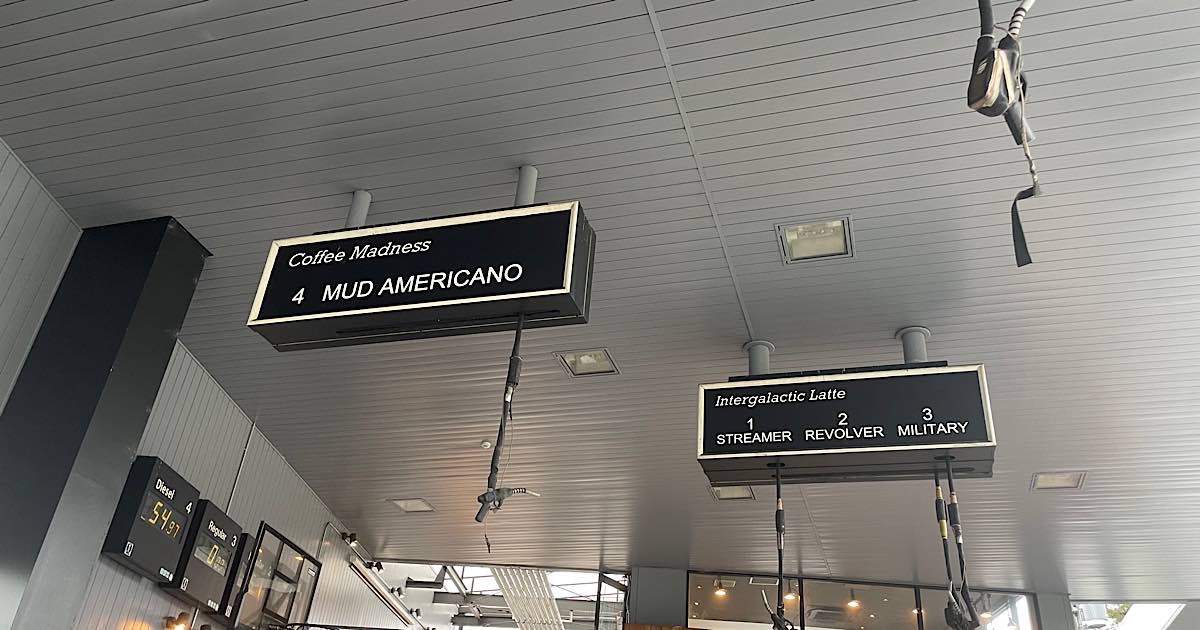 Coffee Madness
4 MUD AMERICANO
Intergalactic Latte
1 2 3
STREAMER REVOLVER MILITARY
Diesel 4
54.97
Regular 3
0